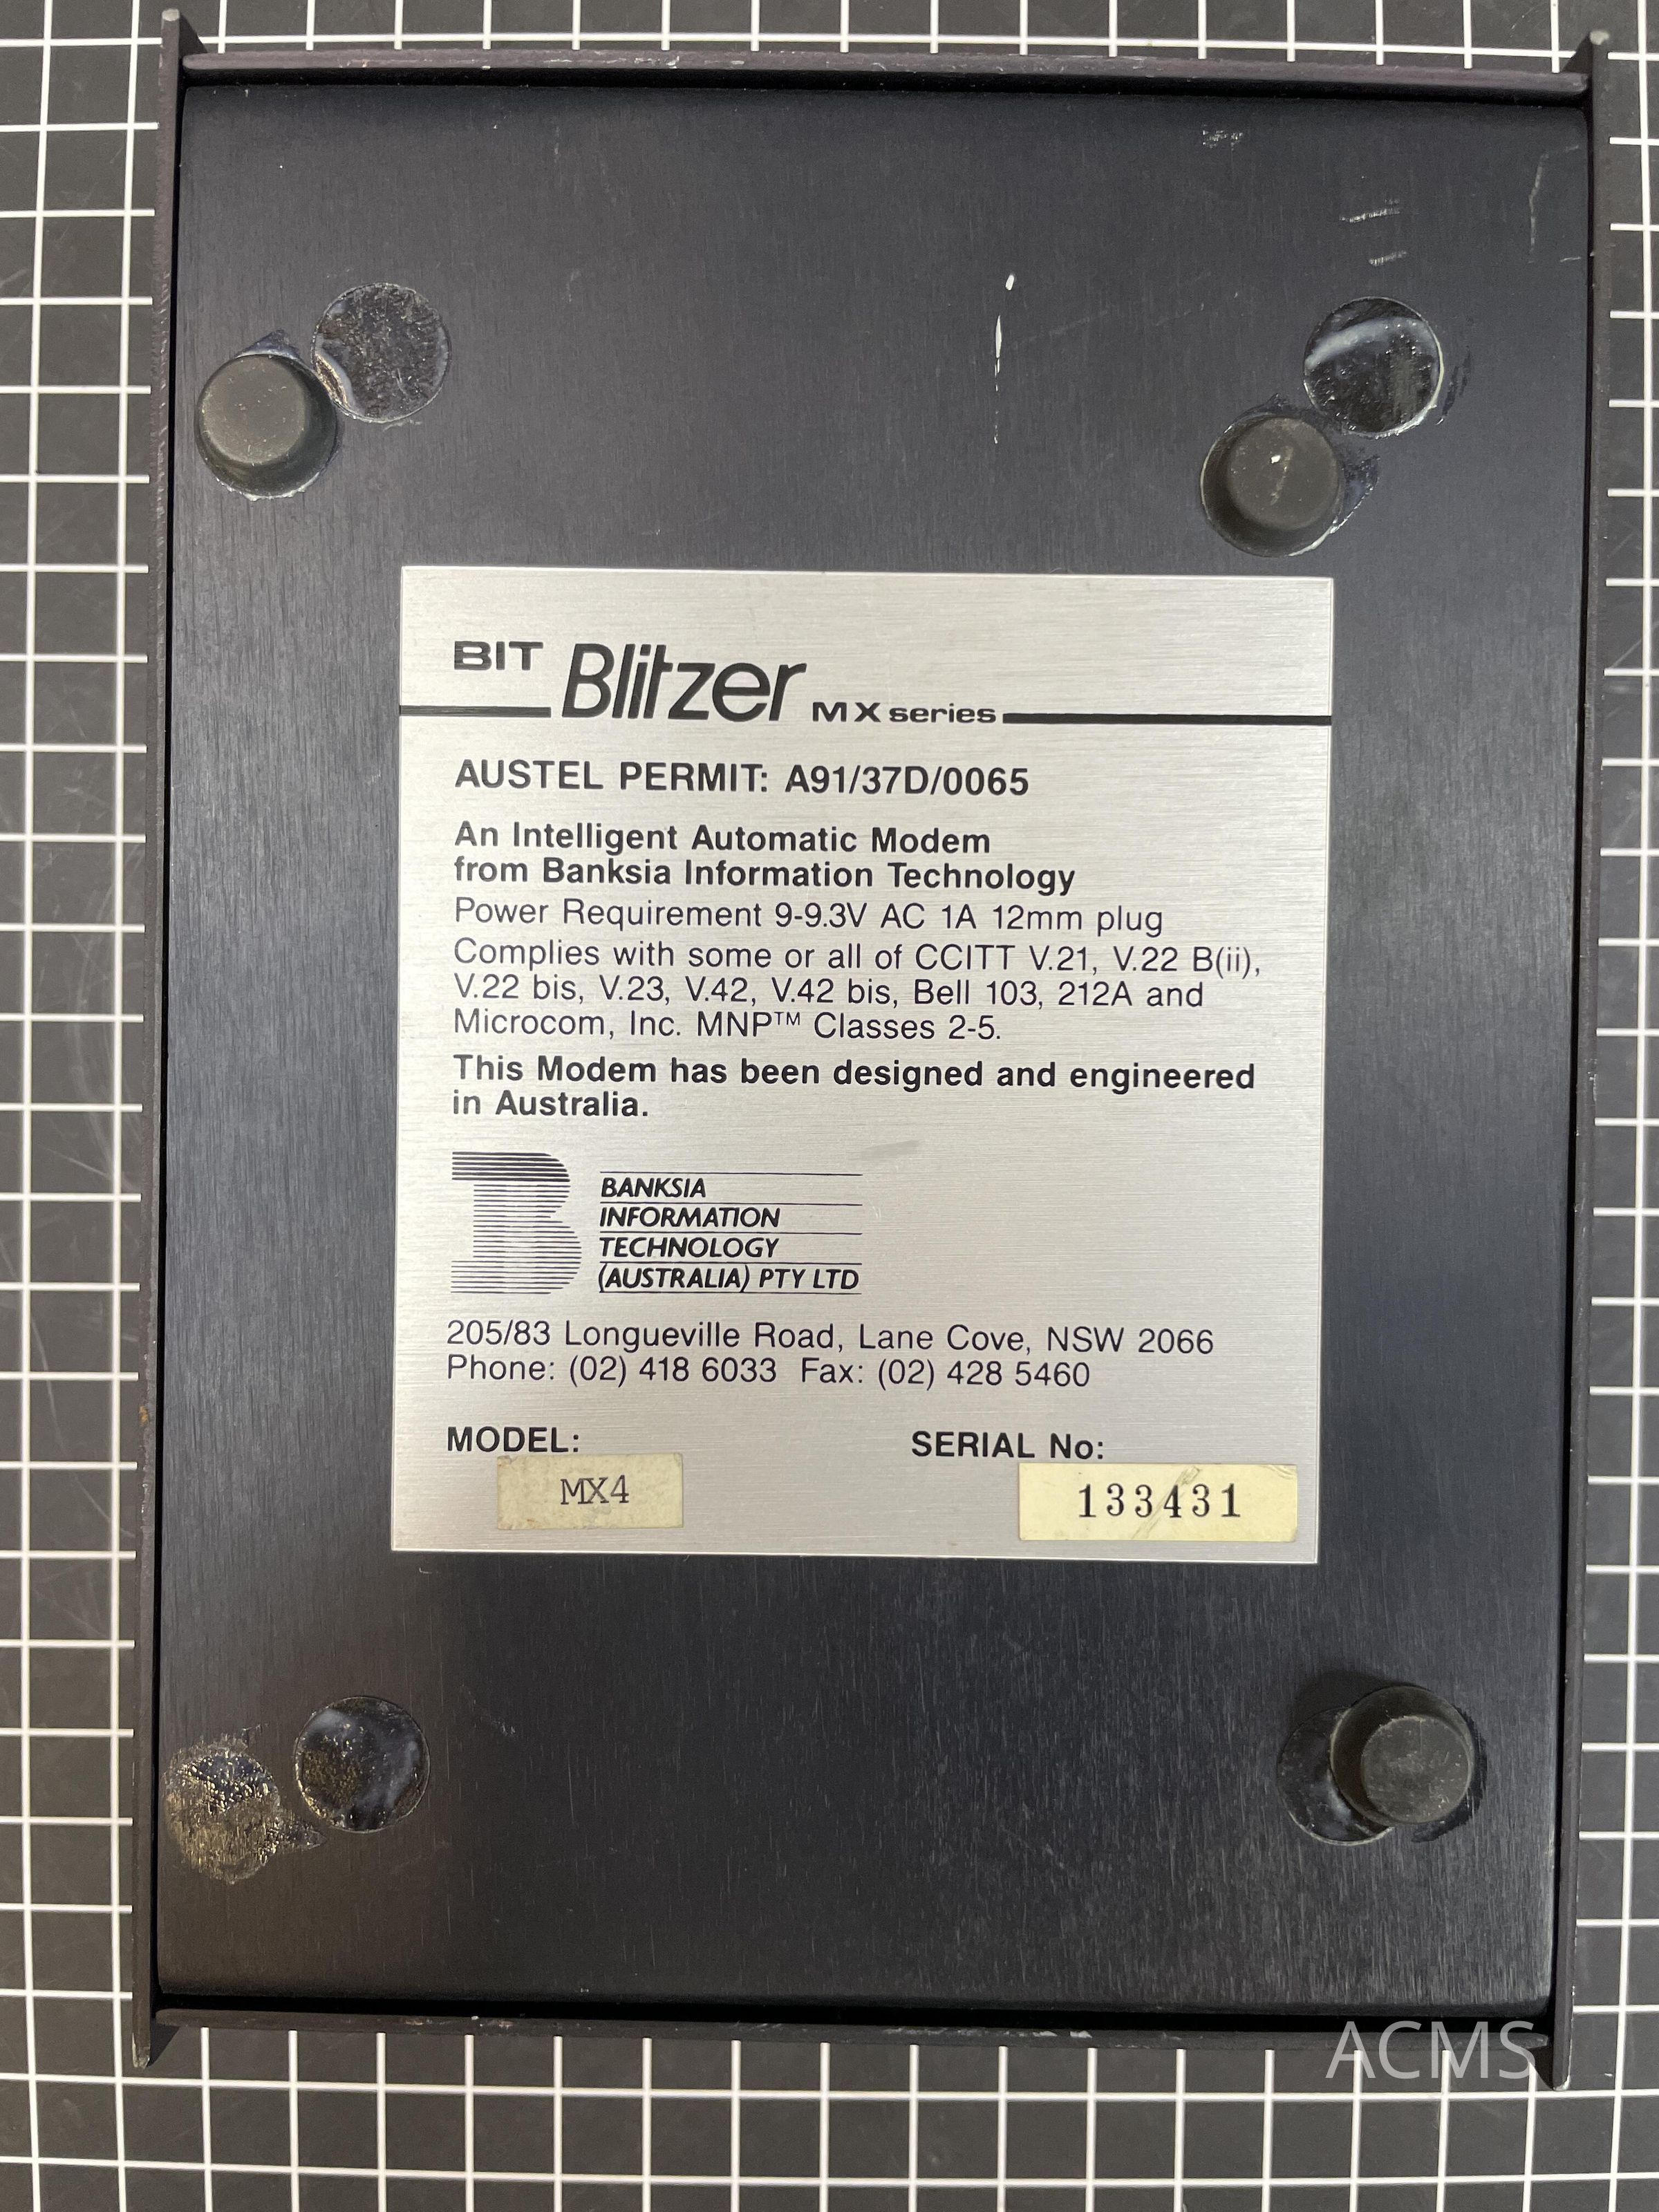 BIT Blitzer MX series
AUSTEL PERMIT: A91/37D/0065
An Intelligent Automatic Modem
from Banksia Information Technology
Power Requirement 9-9.3V AC 1A 12mm plug
Complies with some or all of CCITT V.21, V.22 B(ii),
V.22 bis, V.23, V.42, V.42 bis, Bell 103, 212A and
Microcom, Inc. MNP™ Classes 2-5.
This Modem has been designed and engineered
in Australia.
BANKSIA
INFORMATION
TECHNOLOGY
(AUSTRALIA) PTY LTD
205/83 Longueville Road, Lane Cove, NSW 2066
Phone: (02) 418 6033 Fax: (02) 428 5460
MODEL: SERIAL No:
MX4 133431
ACMS